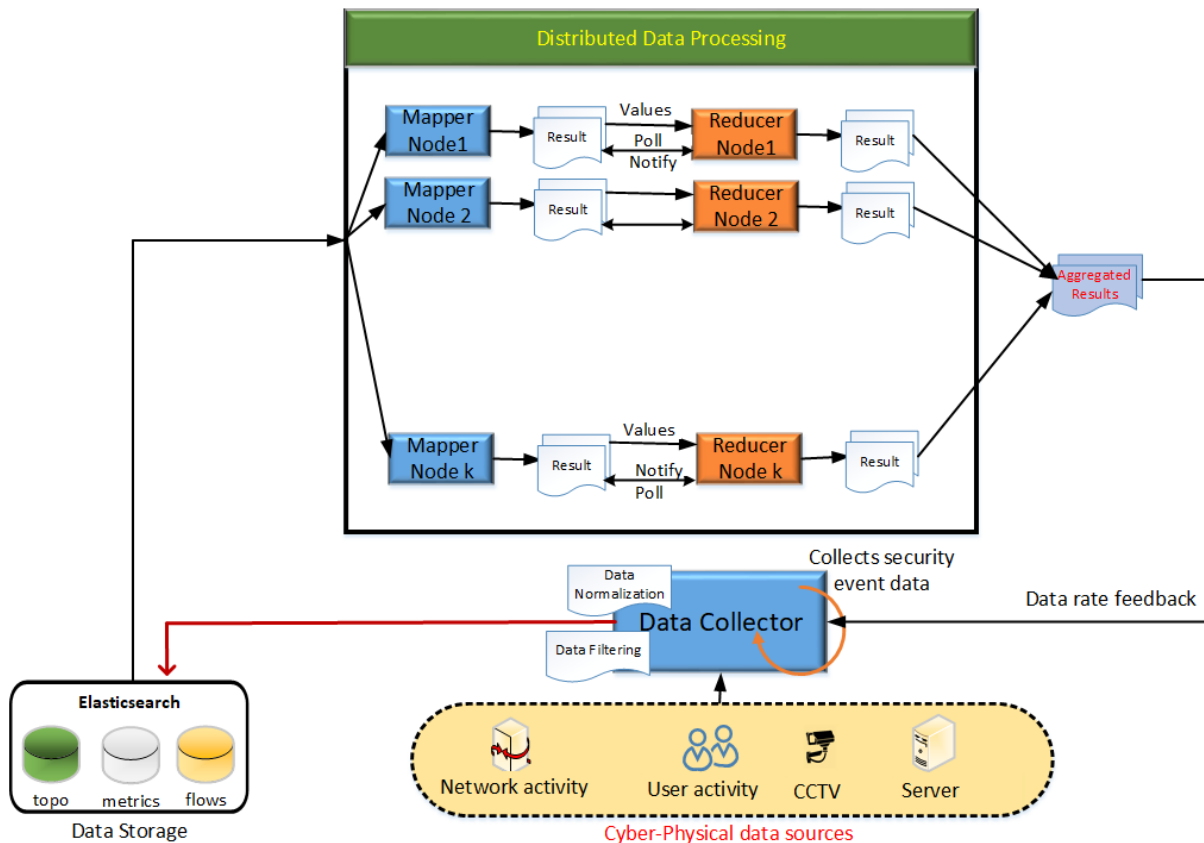 Distributed Data Processing
Mapper
Node1
Result
Values
Poll
Notify
Reducer
Node1
Result
Mapper
Node 2
Result
Reducer
Node 2
Result
Aggregated
Results
Mapper
Node k
Result
Values
Notify
Poll
Reducer
Node k
Result
Collects security
event data
Data
Normalization
Data Collector
Data Filtering
Data rate feedback
Elasticsearch
topo
metrics
flows
Data Storage
Network activity
User activity
CCTV
Server
Cyber-Physical data sources